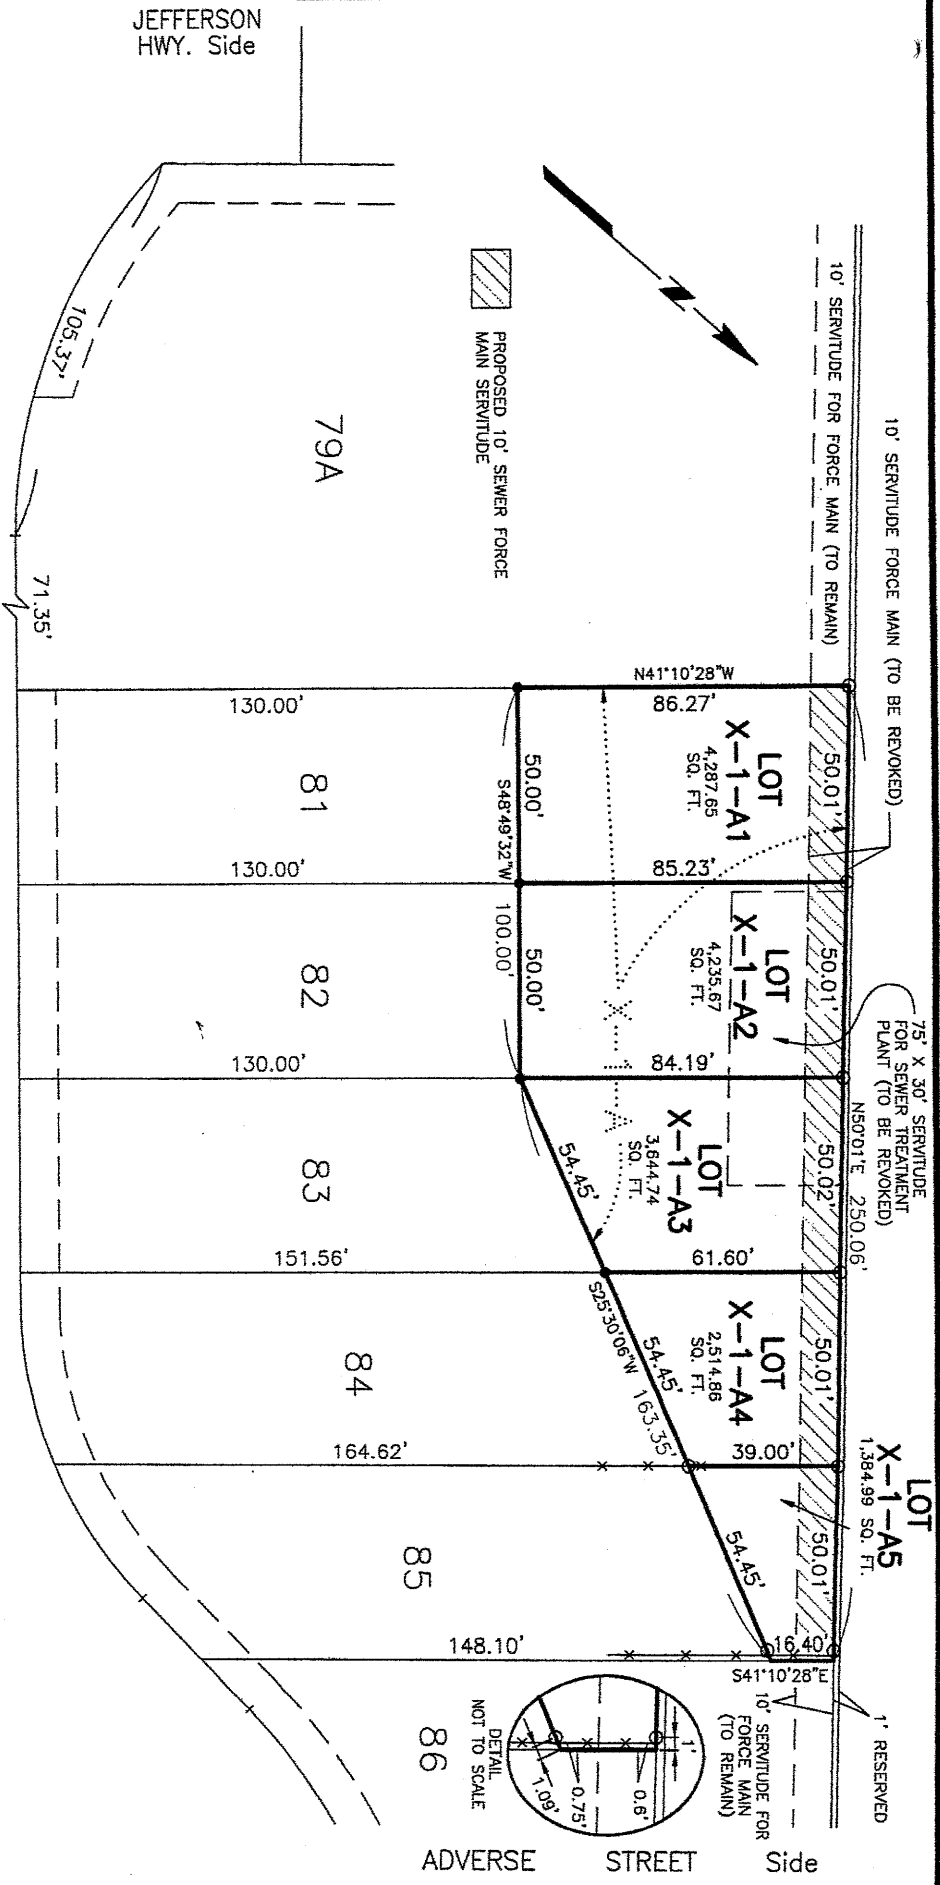 JEFFERSON
HWY. Side
10' SERVITUDE FOR FORCE MAIN (TO REMAIN)
10' SERVITUDE FORCE MAIN (TO BE REVOKED)
PROPOSED 10' SEWER FORCE
MAIN SERVITUDE
105.37'
79A
71.35'
N41°10'28"W
130.00'
86.27'
LOT
X-1-A1
4,287.65
SQ. FT.
50.01'
81
50.00'
S48°49'32"W
100.00'
130.00'
85.23'
LOT
X-1-A2
4,235.67
SQ. FT.
50.01'
82
50.00'
X-1-A
75' X 30' SERVITUDE
FOR SEWER TREATMENT
PLANT (TO BE REVOKED)
N50°01'E 250.06'
130.00'
84.19'
LOT
X-1-A3
3,644.74
SQ. FT.
50.02'
83
54.45'
151.56'
61.60'
S25°30'06"W 163.35'
LOT
X-1-A4
2,514.86
SQ. FT.
50.01'
84
54.45'
164.62'
39.00'
LOT
X-1-A5
1,384.99 SQ. FT.
50.01'
85
54.45'
148.10'
16.40'
S41°10'28"E
10' SERVITUDE FOR
FORCE MAIN
(TO REMAIN)
1' RESERVED
86
DETAIL
NOT TO SCALE
1'
0.6'
0.75'
1.09'
ADVERSE STREET Side